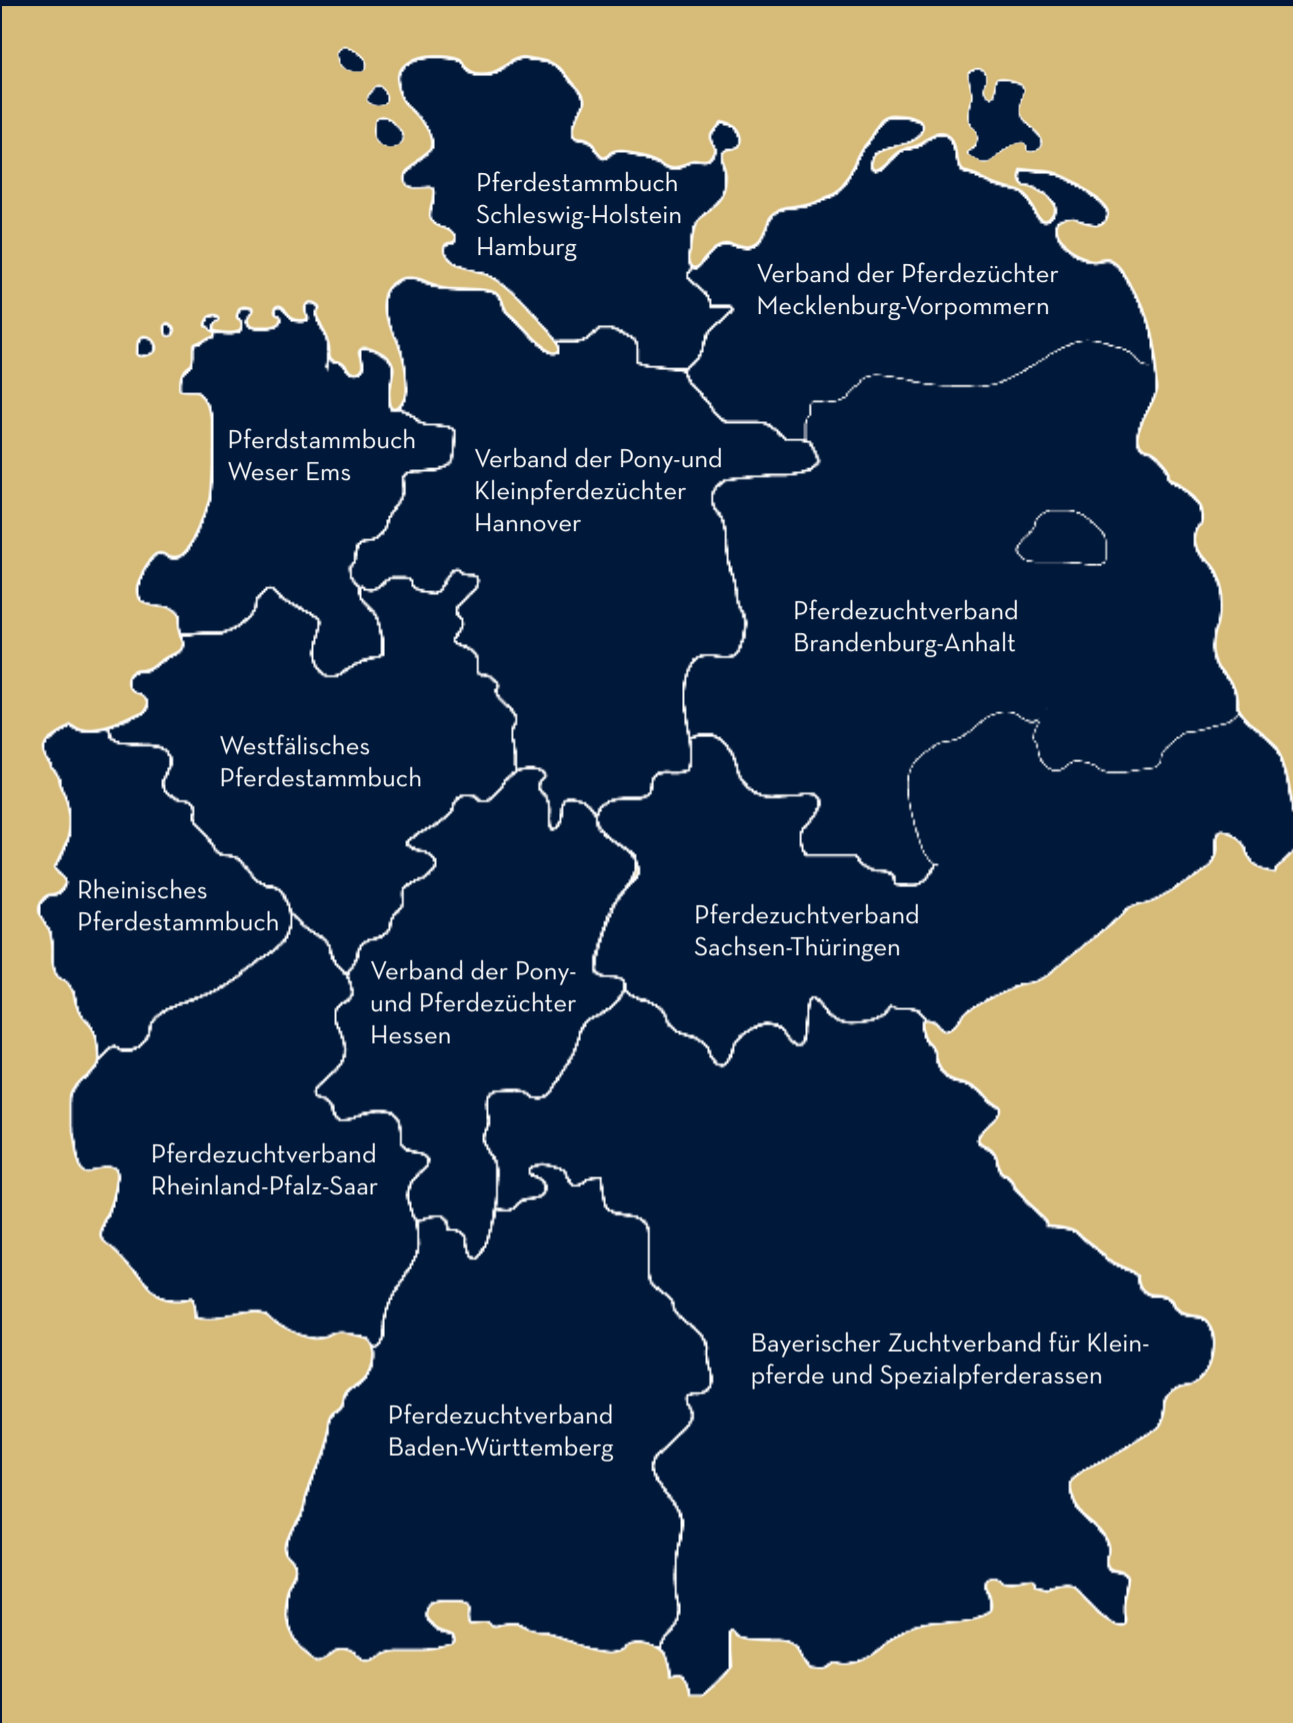 Pferdestammbuch
Schleswig-Holstein
Hamburg
Verband der Pferdezüchter
Mecklenburg-Vorpommern
Pferdstammbuch
Weser Ems
Verband der Pony-und
Kleinpferdezüchter
Hannover
Pferdezuchtverband
Brandenburg-Anhalt
Westfälisches
Pferdestammbuch
Rheinisches
Pferdestammbuch
Pferdezuchtverband
Sachsen-Thüringen
Verband der Pony-
und Pferdezüchter
Hessen
Pferdezuchtverband
Rheinland-Pfalz-Saar
Bayerischer Zuchtverband für Klein-
pferde und Spezialpferderassen
Pferdezuchtverband
Baden-Württemberg